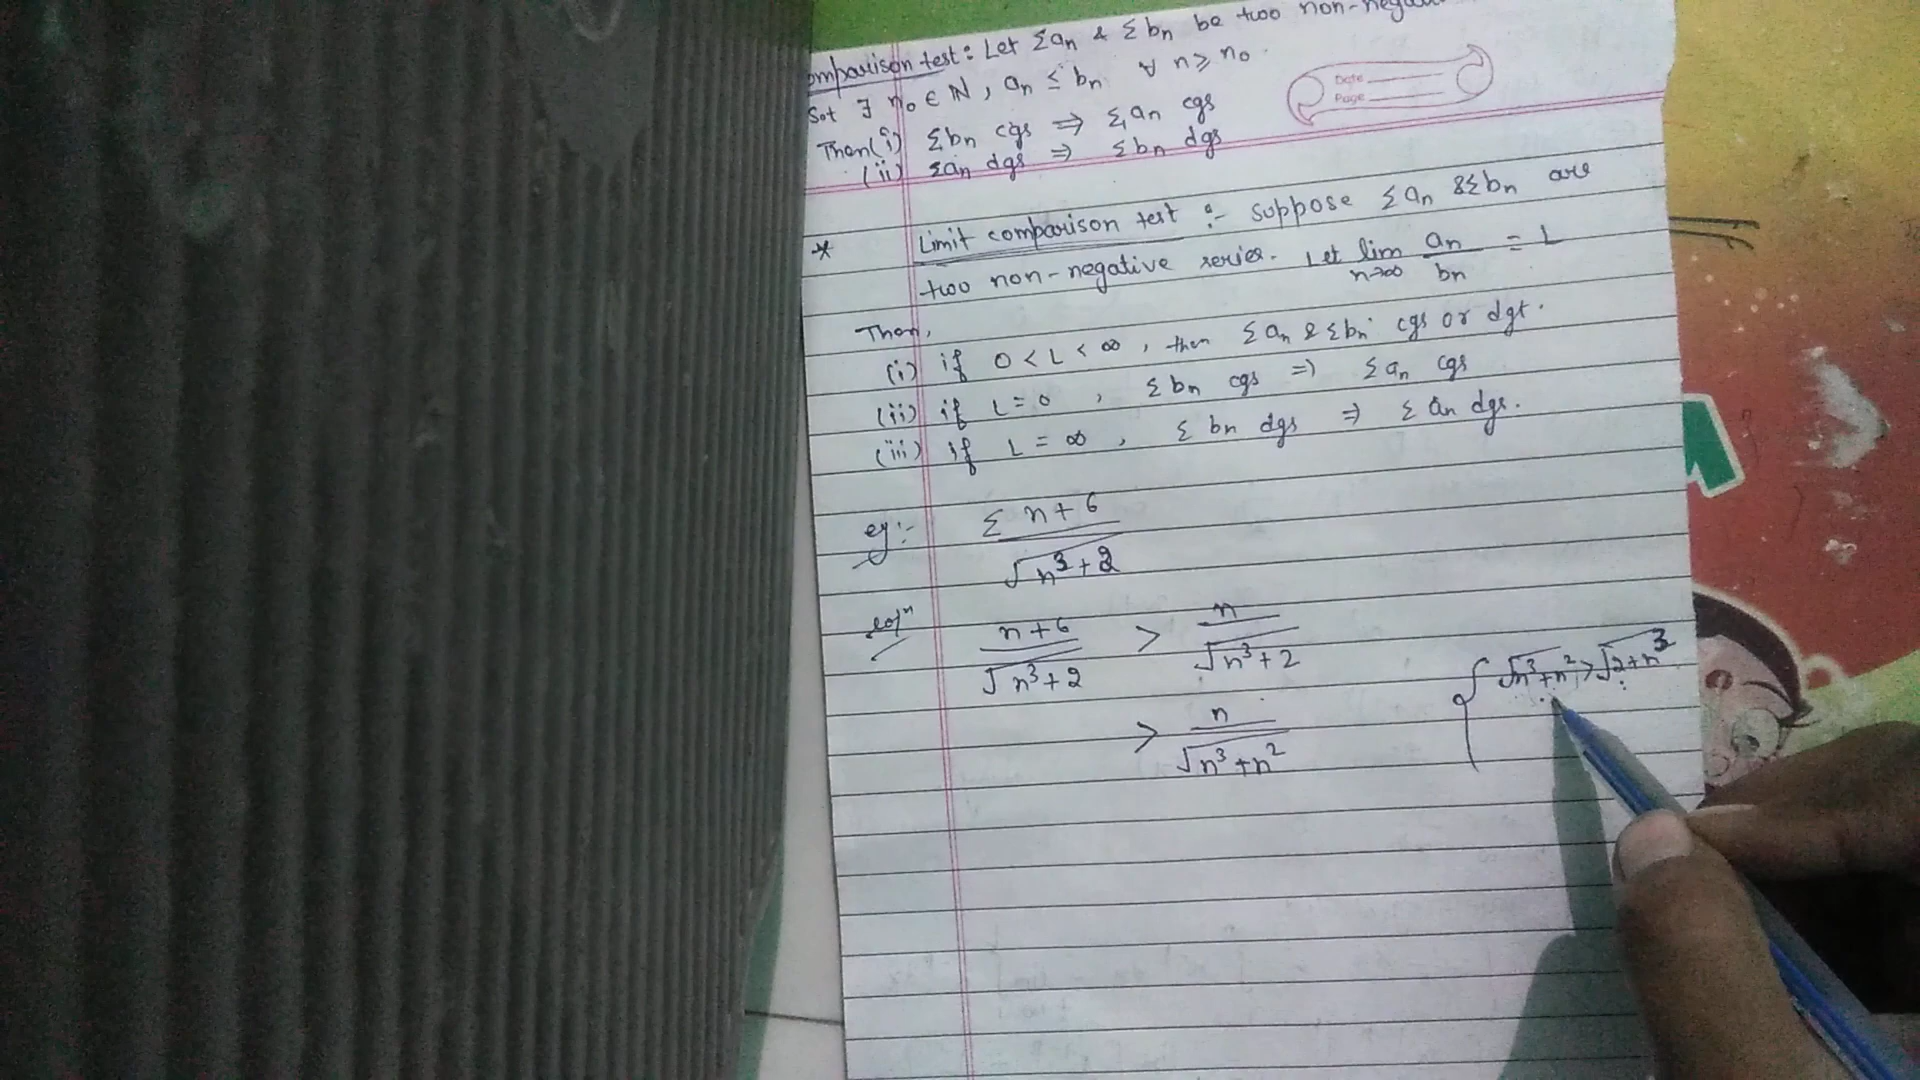 omparison test: Let Σan & Σbn be two non-nega
Sot ∃ n₀ ∈ ℕ, an ≤ bn ∀ n ≥ n₀
Date
Page
Then (i) Σbn cgs ⇒ Σan cgs
(ii) Σan dgs ⇒ Σbn dgs
* Limit comparison test :- suppose Σan & Σbn are
two non-negative series. Let lim n→∞ an/bn = L
Then,
(i) if 0 < L < ∞, then Σan & Σbn cgs or dgt.
(ii) if L = 0, Σbn cgs ⇒ Σan cgs
(iii) if L = ∞, Σbn dgs ⇒ Σan dgs.
eg:- Σ n+6/√n³+2
solⁿ n+6/√n³+2 > n/√n³+2
√n³+n² > √2+n³
> n/√n³+n²